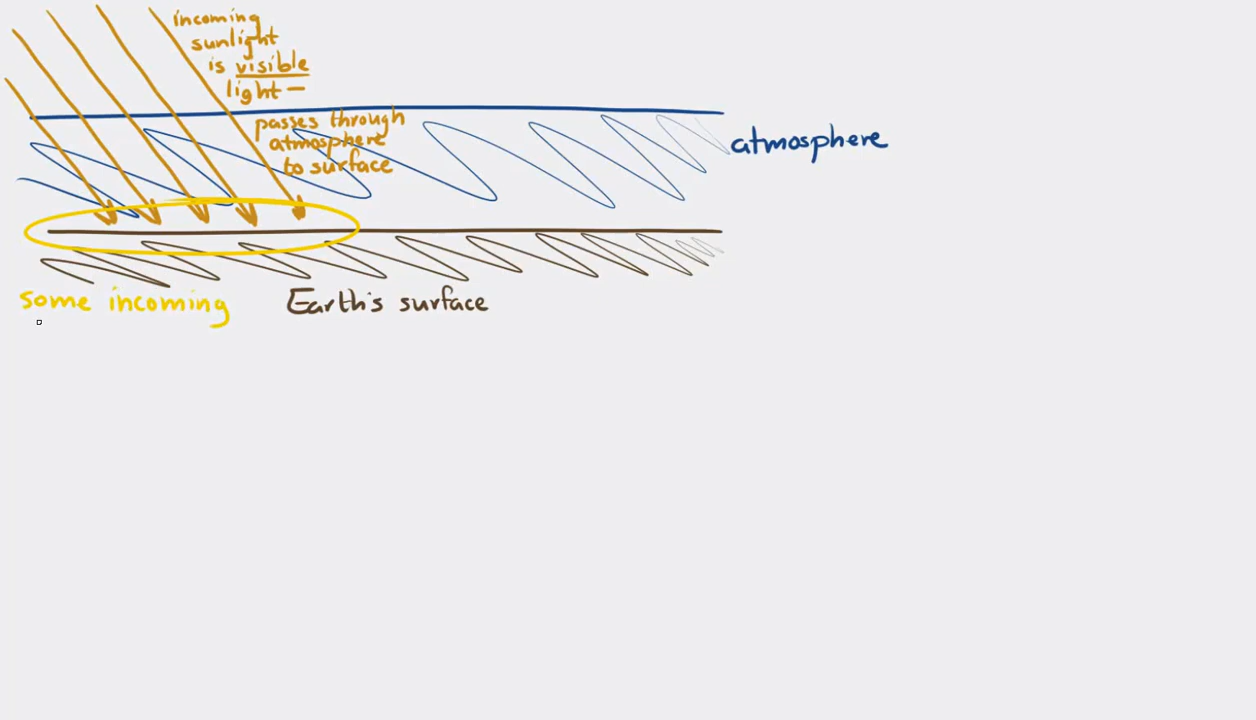 incoming
sunlight
is visible
light —
passes through
atmosphere
to surface
atmosphere
some incoming
Earth's surface